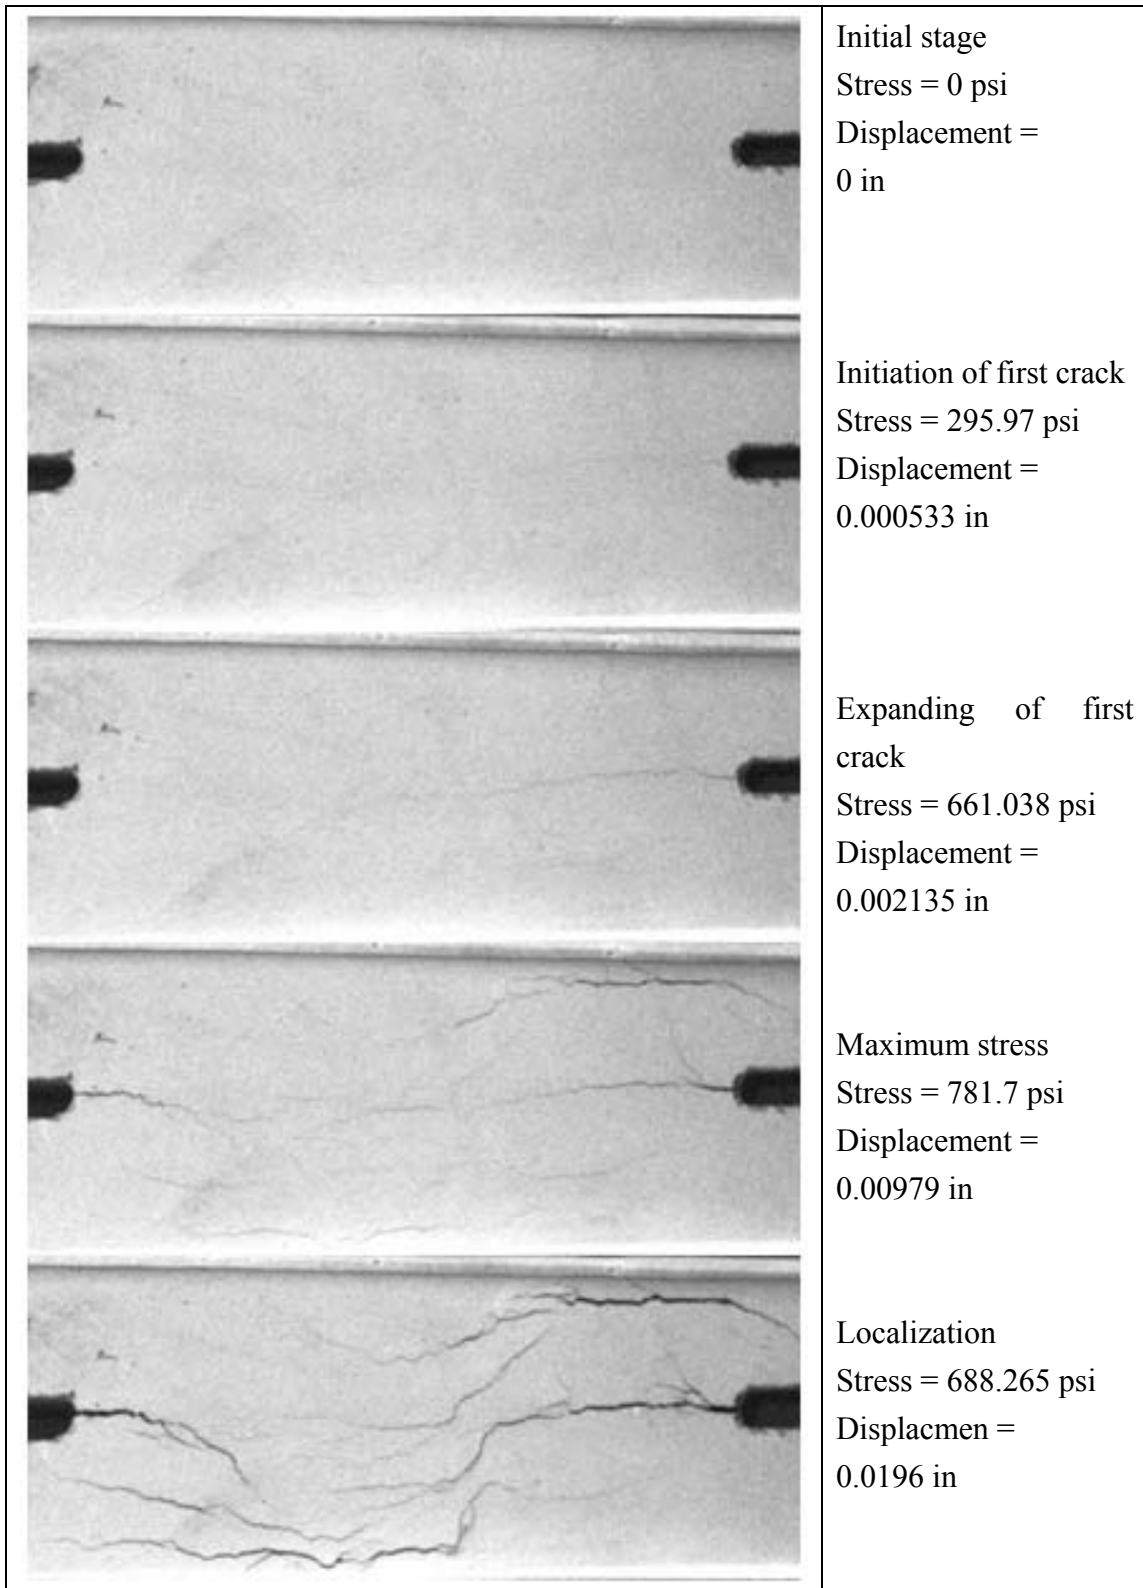 Initial stage
Stress = 0 psi
Displacement =
0 in
Initiation of first crack
Stress = 295.97 psi
Displacement =
0.000533 in
Expanding of first
crack
Stress = 661.038 psi
Displacement =
0.002135 in
Maximum stress
Stress = 781.7 psi
Displacement =
0.00979 in
Localization
Stress = 688.265 psi
Displacmen =
0.0196 in